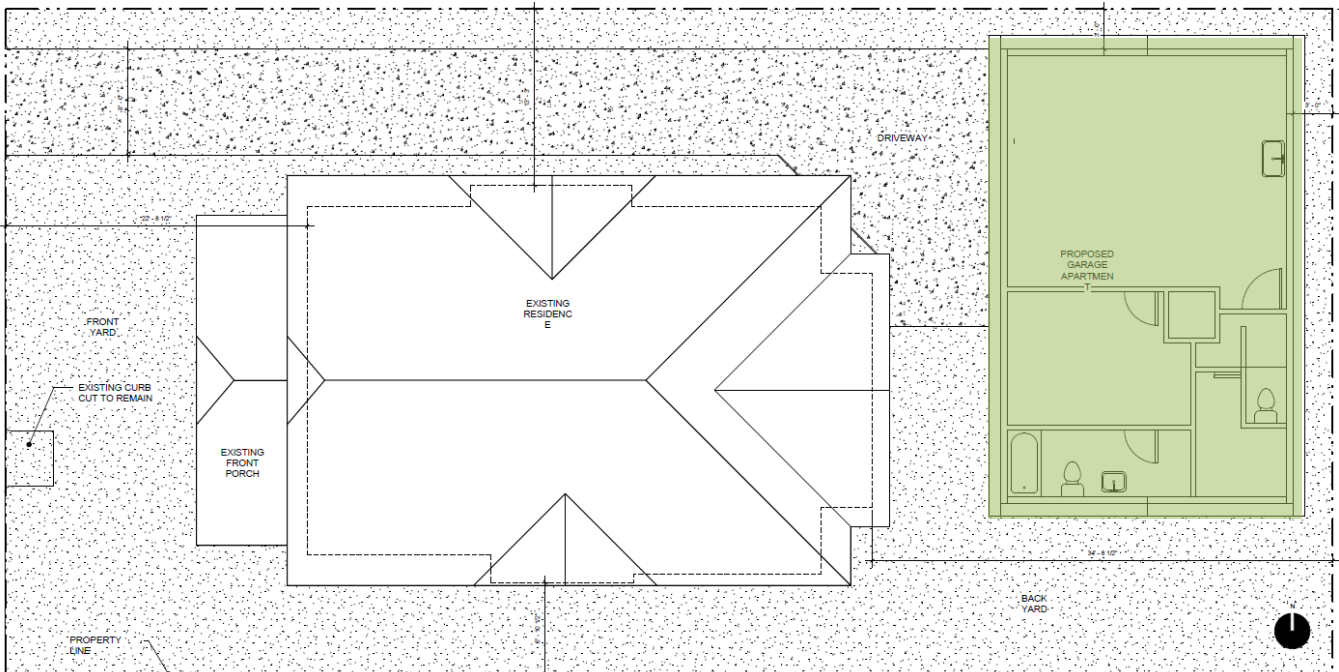 DRIVEWAY
22' - 8 1/2"
PROPOSED
GARAGE
APARTMEN
T
EXISTING
RESIDENC
E
FRONT
YARD
EXISTING CURB
CUT TO REMAIN
EXISTING
FRONT
PORCH
34' - 8 1/2"
BACK
YARD
N
PROPERTY
LINE